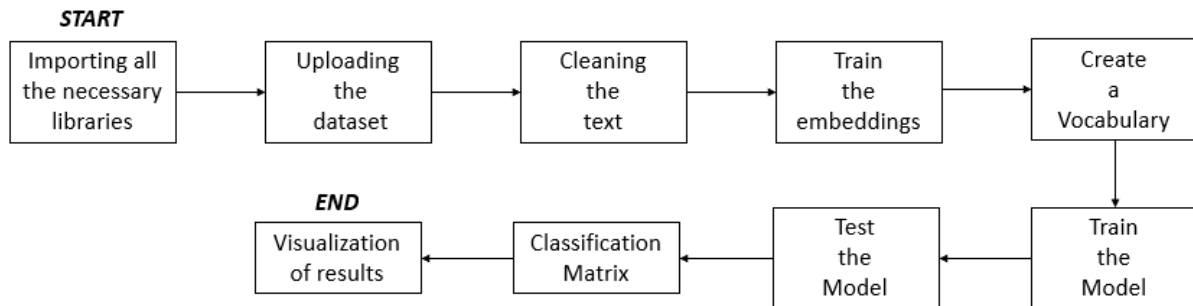 START
Importing all
the necessary
libraries
Uploading
the
dataset
Cleaning
the
text
Train
the
embeddings
Create
a
Vocabulary
Train
the
Model
Test
the
Model
Classification
Matrix
END
Visualization
of results